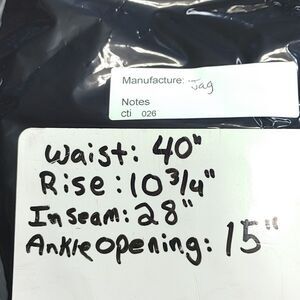 Manufacture: Jag
Notes
cti 026
Waist: 40"
Rise: 10 3/4"
Inseam: 28"
Ankle Opening: 15"